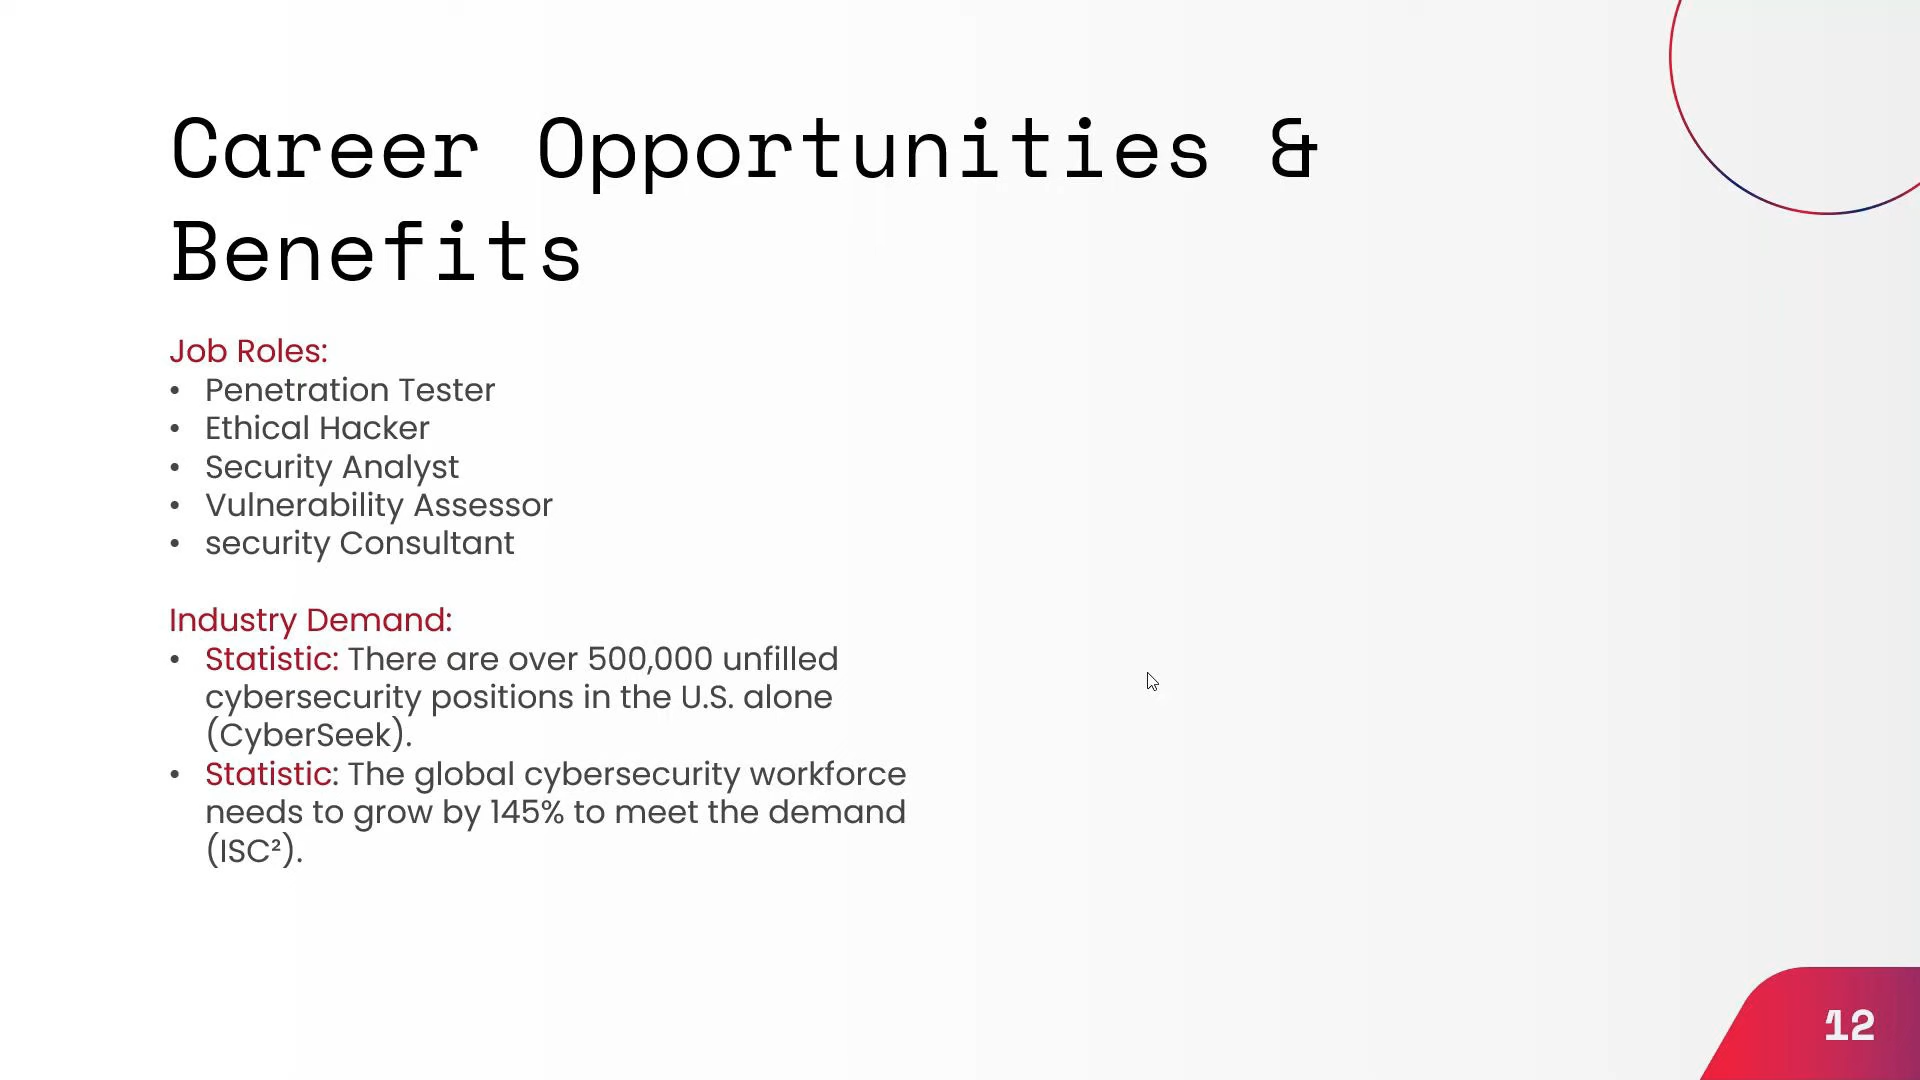 Career Opportunities &
Benefits
Job Roles:
• Penetration Tester
• Ethical Hacker
• Security Analyst
• Vulnerability Assessor
• security Consultant
Industry Demand:
• Statistic: There are over 500,000 unfilled
cybersecurity positions in the U.S. alone
(CyberSeek).
• Statistic: The global cybersecurity workforce
needs to grow by 145% to meet the demand
(ISC²).
12